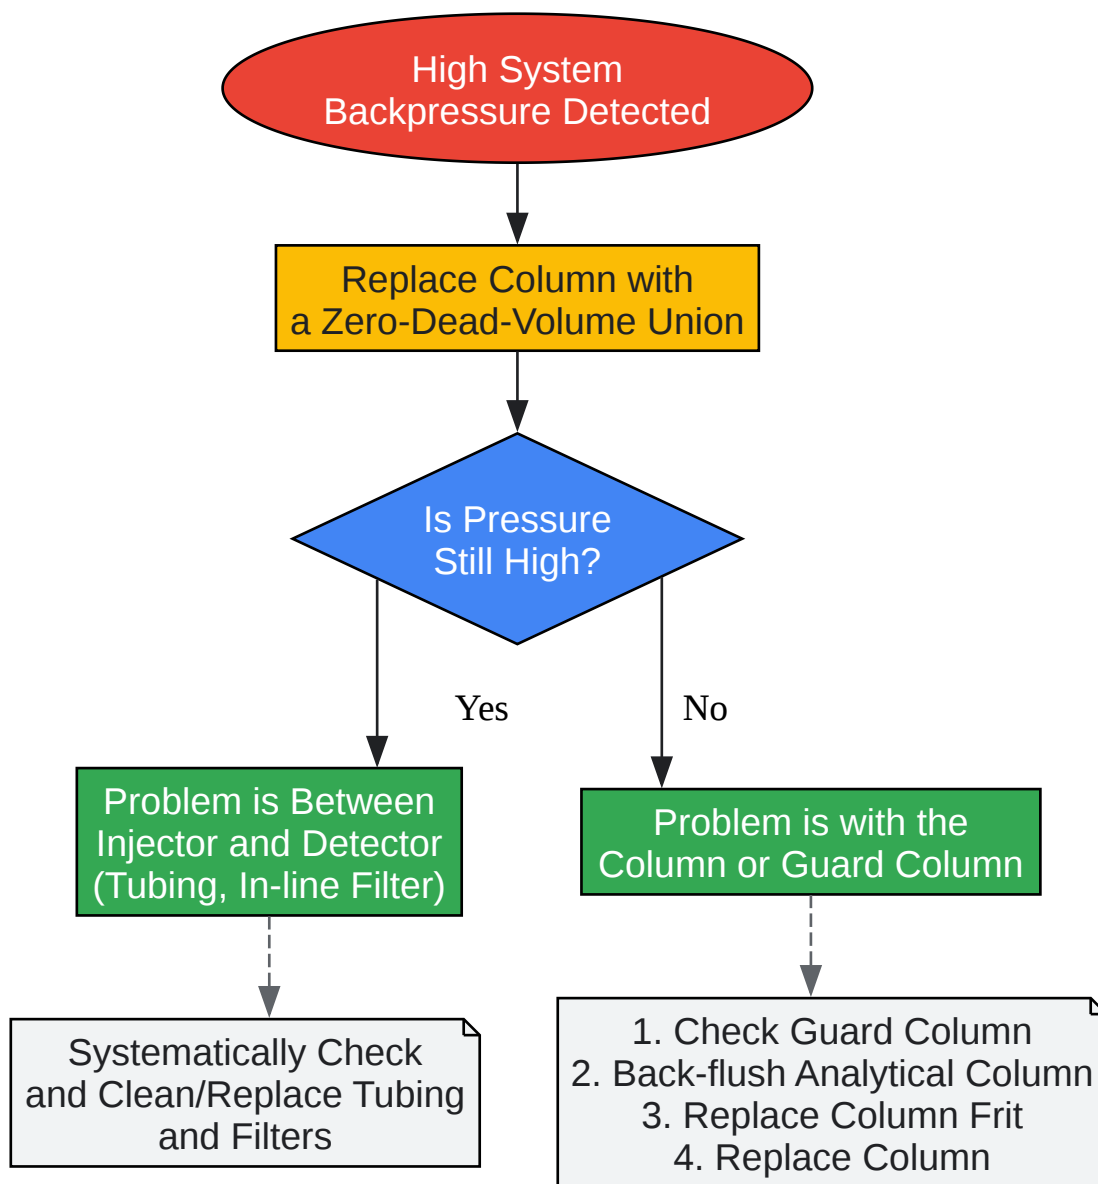 High System
Backpressure Detected
Replace Column with
a Zero-Dead-Volume Union
Is Pressure
Still High?
Yes
No
Problem is Between
Injector and Detector
(Tubing, In-line Filter)
Problem is with the
Column or Guard Column
Systematically Check
and Clean/Replace Tubing
and Filters
1. Check Guard Column
2. Back-flush Analytical Column
3. Replace Column Frit
4. Replace Column